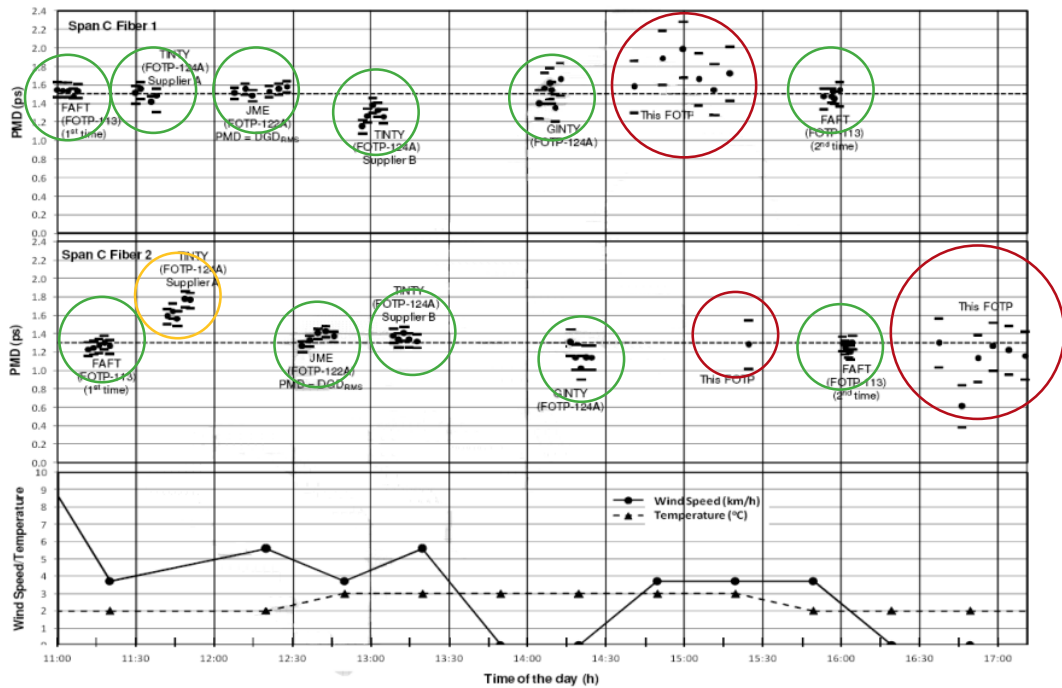 Span C Fiber 1
PMD (ps)
2.4
2.2
2.0
1.8
1.6
1.4
1.2
1.0
0.8
0.6
0.4
0.2
0.0
TINTY
(FOTP-124A)
Supplier A
FAFT
(FOTP-113)
(1st time)
JME
(FOTP-122A)
PMD = DGDRMS
TINTY
(FOTP-124A)
Supplier B
GINTY
(FOTP-124A)
This FOTP
FAFT
(FOTP-113)
(2nd time)
Span C Fiber 2
PMD (ps)
2.4
2.2
2.0
1.8
1.6
1.4
1.2
1.0
0.8
0.6
0.4
0.2
0.0
TINTY
(FOTP-124A)
Supplier A
FAFT
(FOTP-113)
(1st time)
JME
(FOTP-122A)
PMD = DGDRMS
TINTY
(FOTP-124A)
Supplier B
GINTY
(FOTP-124A)
This FOTP
FAFT
(FOTP-113)
(2nd time)
This FOTP
Wind Speed/Temperature
10
9
8
7
6
5
4
3
2
1
0
Wind Speed (km/h)
Temperature (°C)
11:00 11:30 12:00 12:30 13:00 13:30 14:00 14:30 15:00 15:30 16:00 16:30 17:00
Time of the day (h)